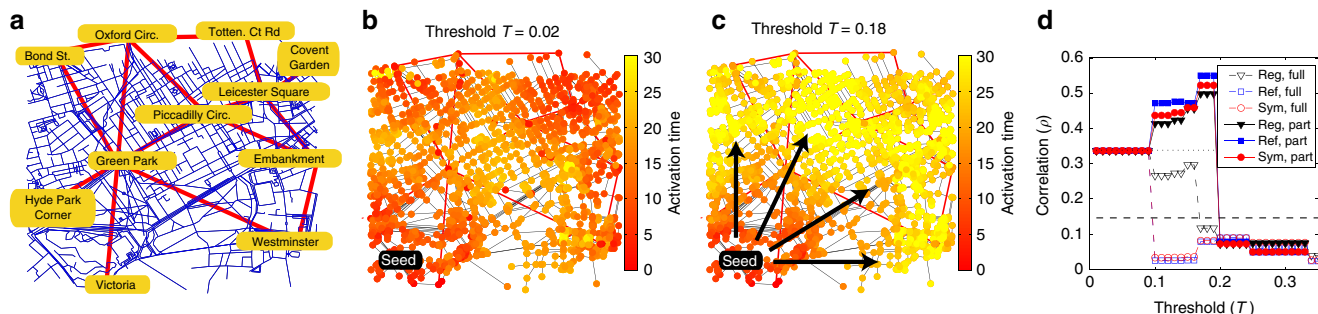 a
Oxford Circ.
Totten. Ct Rd
Bond St.
Covent
Garden
Leicester Square
Piccadilly Circ.
Green Park
Embankment
Hyde Park
Corner
Westminster
Victoria
b
Threshold T = 0.02
Seed
30
25
20
15
10
5
0
Activation time
c
Threshold T = 0.18
Seed
30
25
20
15
10
5
0
Activation time
d
0.6
0.5
0.4
0.3
0.2
0.1
0
Correlation (ρ)
Reg, full
Ref, full
Sym, full
Reg, part
Ref, part
Sym, part
0 0.1 0.2 0.3
Threshold (T)